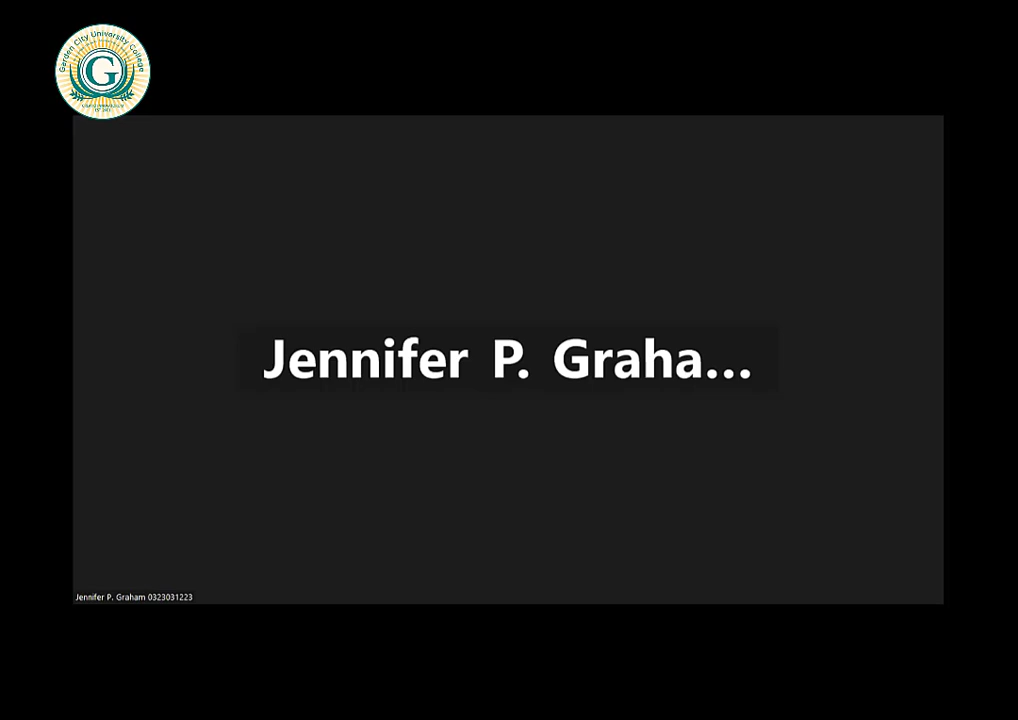 Garden City University College
G
Jennifer P. Graha...
Jennifer P. Graham 0323031223